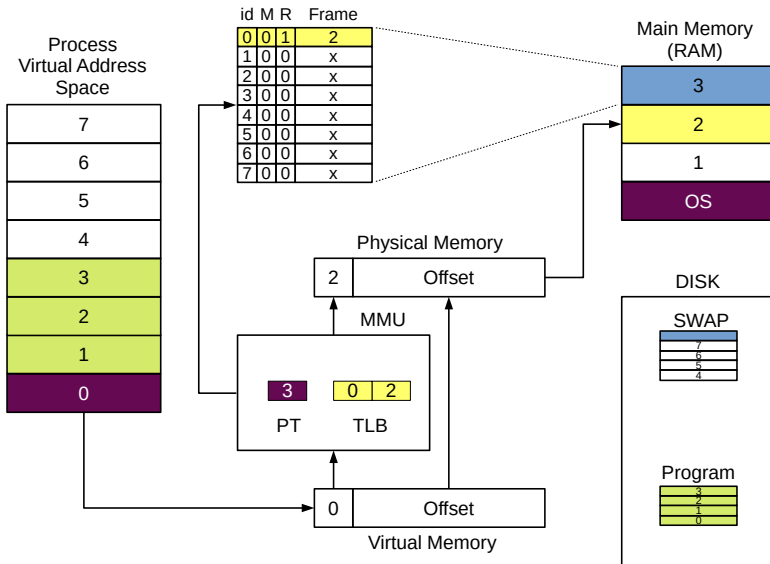 id M R Frame
0 0 1 2
1 0 0 x
2 0 0 x
3 0 0 x
4 0 0 x
5 0 0 x
6 0 0 x
7 0 0 x
Process
Virtual Address
Space
7
6
5
4
3
2
1
0
Main Memory
(RAM)
3
2
1
OS
Physical Memory
2 Offset
MMU
3
0 2
PT
TLB
0 Offset
Virtual Memory
DISK
SWAP
7
6
5
4
Program
3
2
1
0